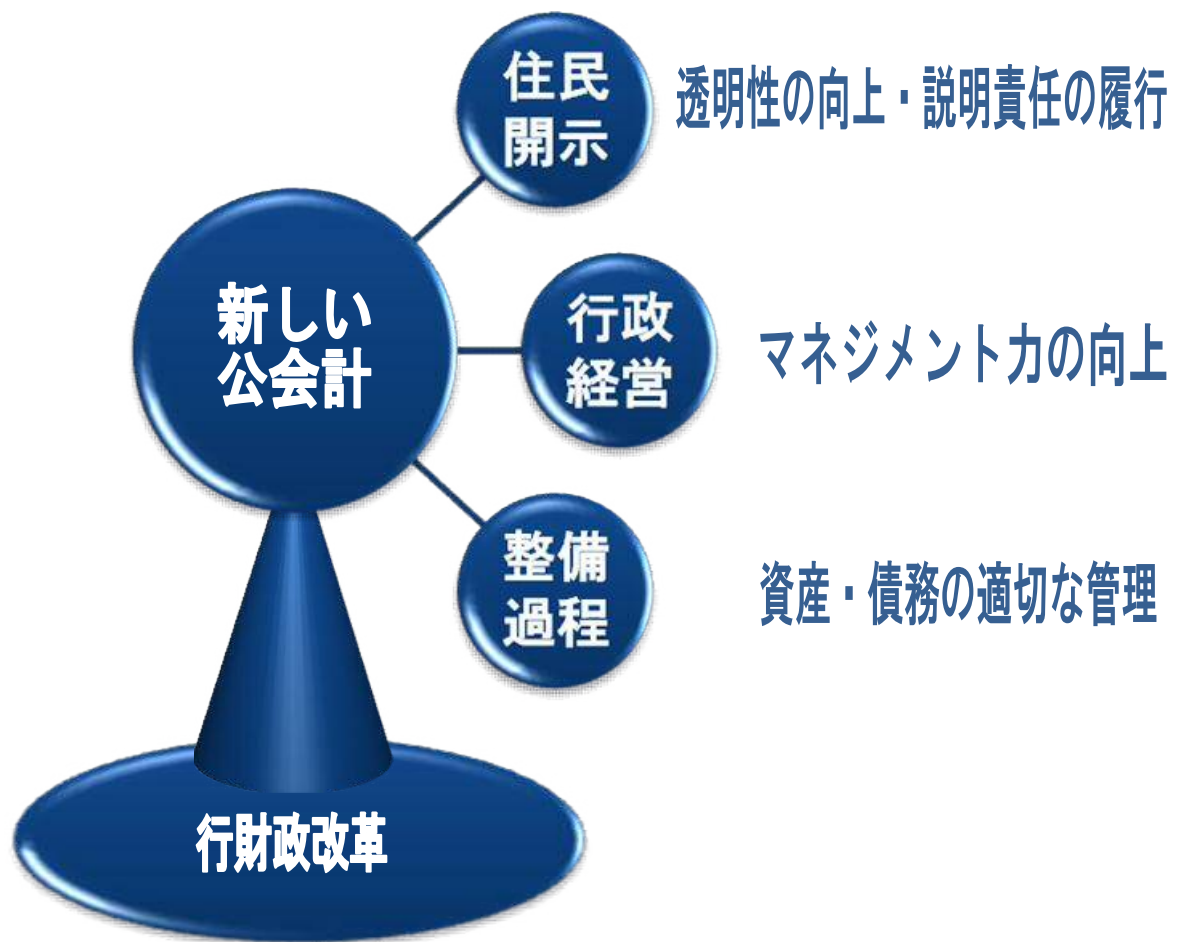 住民
開示
透明性の向上・説明責任の履行
新しい
公会計
行政
経営
マネジメント力の向上
整備
過程
資産・債務の適切な管理
行財政改革